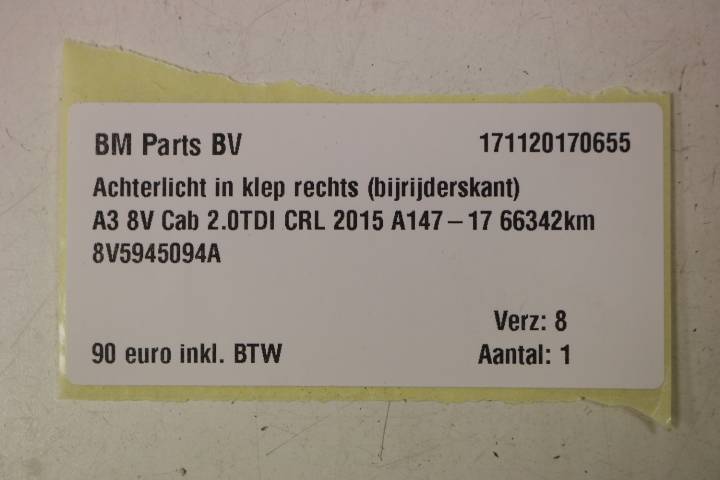 BM Parts BV 171120170655
Achterlicht in klep rechts (bijrijderskant)
A3 8V Cab 2.0TDI CRL 2015 A147 – 17 66342km
8V5945094A
Verz: 8
90 euro inkl. BTW Aantal: 1